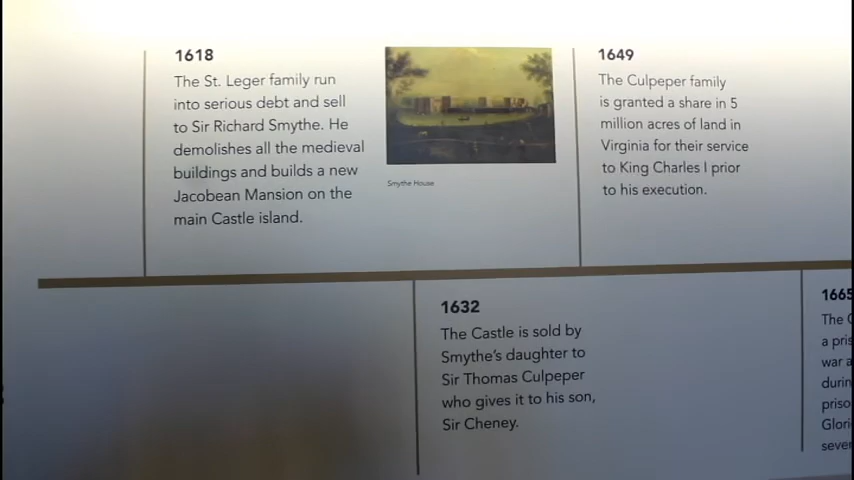 1618
The St. Leger family run
into serious debt and sell
to Sir Richard Smythe. He
demolishes all the medieval
buildings and builds a new
Jacobean Mansion on the
main Castle island.
Smythe House
1632
The Castle is sold by
Smythe's daughter to
Sir Thomas Culpeper
who gives it to his son,
Sir Cheney.
1649
The Culpeper family
is granted a share in 5
million acres of land in
Virginia for their service
to King Charles I prior
to his execution.
1665
The
a
war a